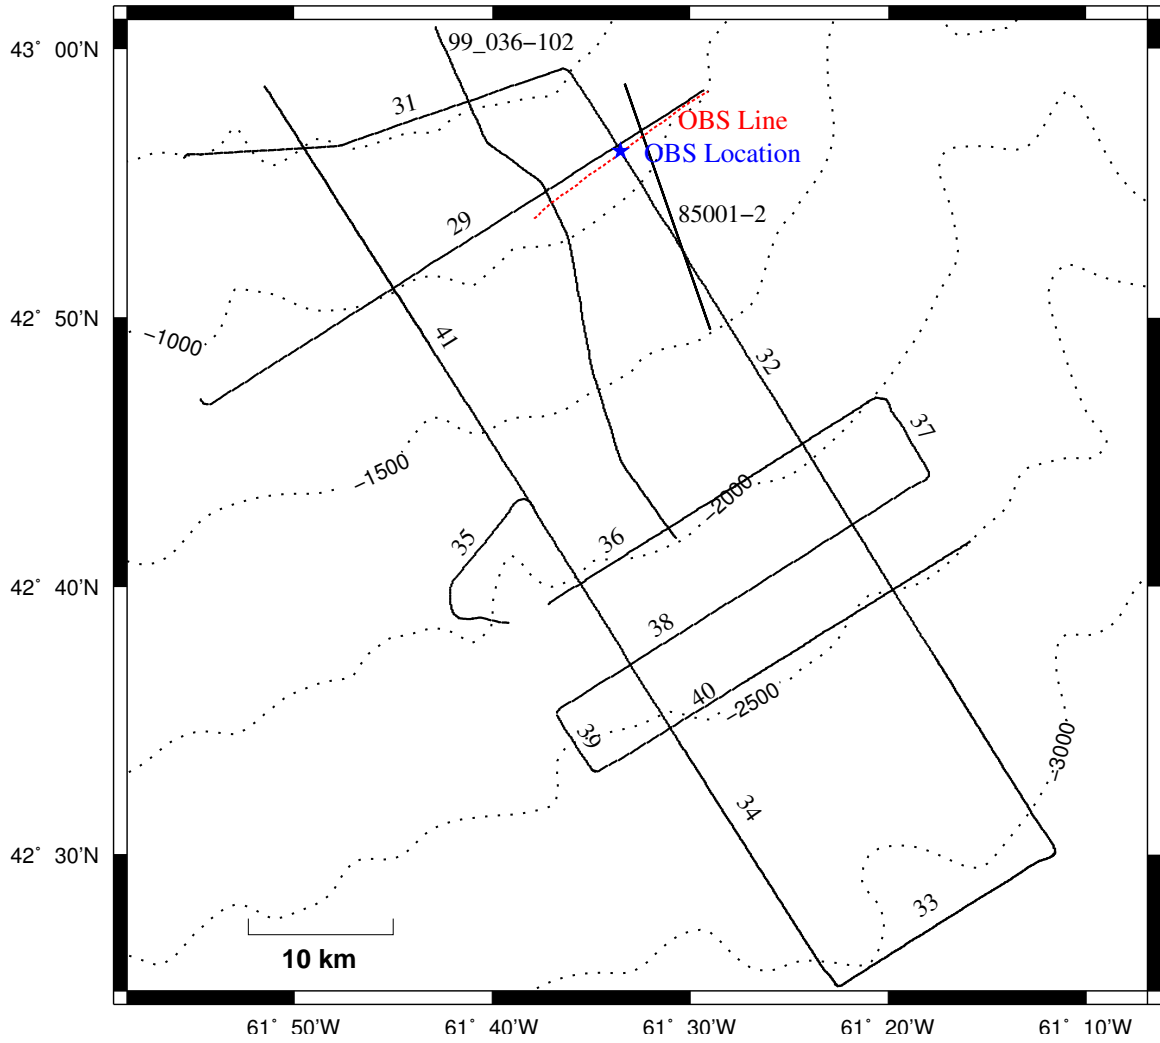 43° 00'N
99_036−102
31
OBS Line
OBS Location
85001−2
29
42° 50'N
−1000
41
32
37
−1500
−2000
36
35
42° 40'N
38
40
−2500
39
−3000
34
42° 30'N
33
10 km
61° 50'W
61° 40'W
61° 30'W
61° 20'W
61° 10'W